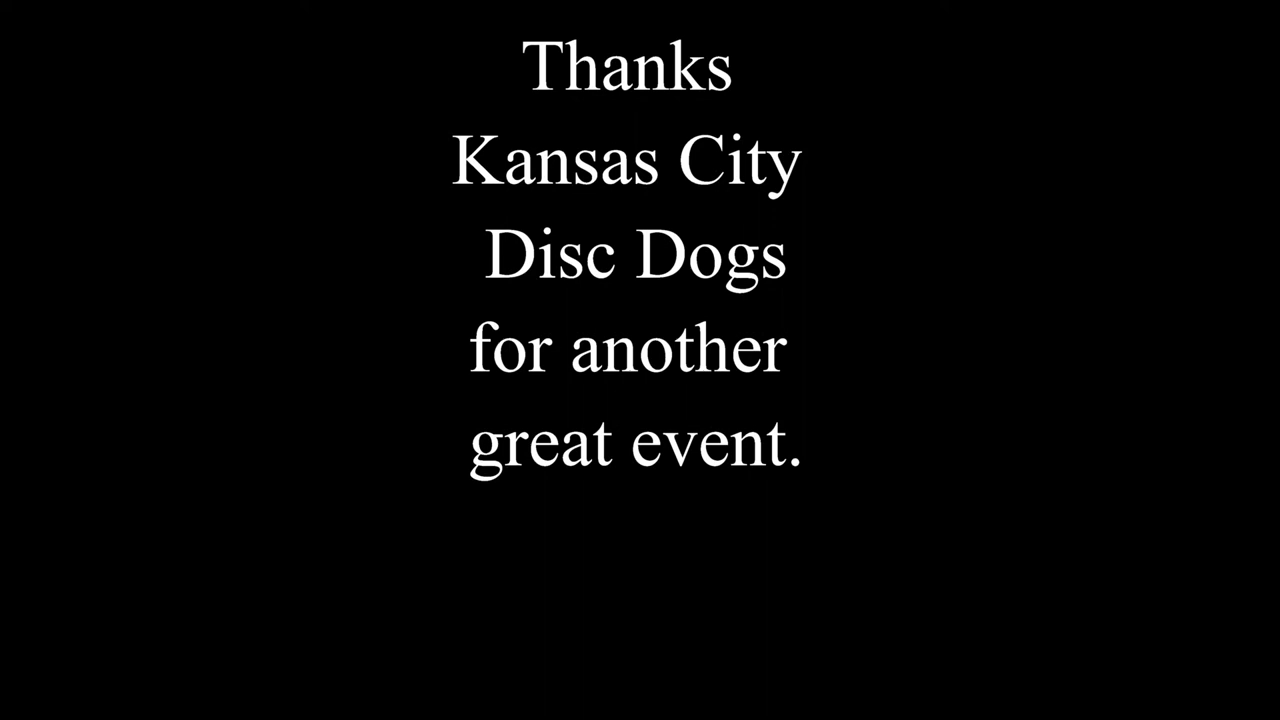 Thanks
Kansas City
Disc Dogs
for another
great event.